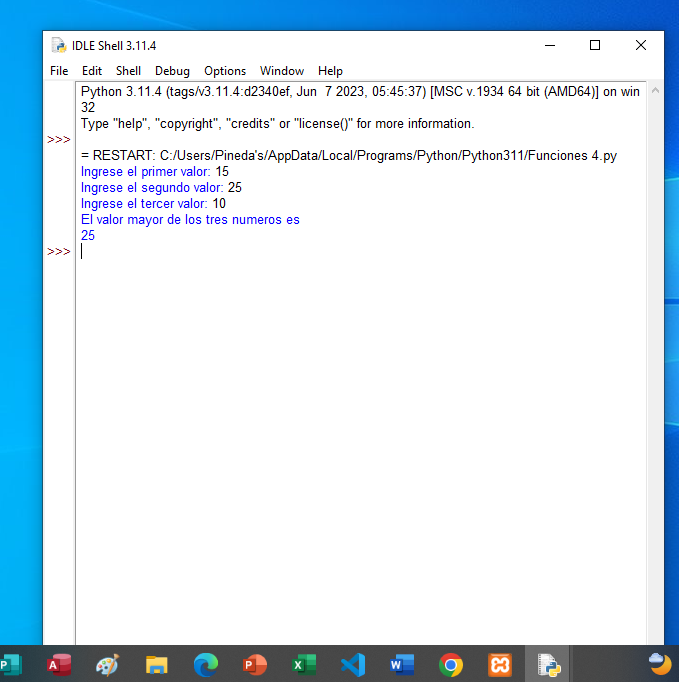 IDLE Shell 3.11.4
File Edit Shell Debug Options Window Help
Python 3.11.4 (tags/v3.11.4:d2340ef, Jun  7 2023, 05:45:37) [MSC v.1934 64 bit (AMD64)] on win
32
Type "help", "copyright", "credits" or "license()" for more information.
>>>
= RESTART: C:/Users/Pineda's/AppData/Local/Programs/Python/Python311/Funciones 4.py
Ingrese el primer valor: 15
Ingrese el segundo valor: 25
Ingrese el tercer valor: 10
El valor mayor de los tres numeros es
25
>>>
P A P X W